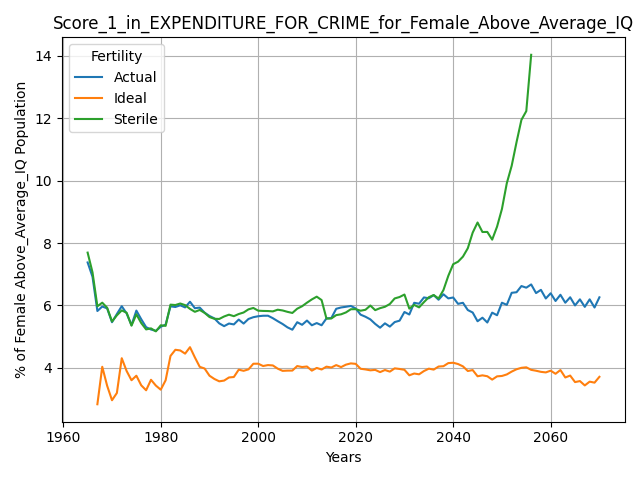 Score_1_in_EXPENDITURE_FOR_CRIME_for_Female_Above_Average_IQ
Fertility
Actual
Ideal
Sterile
% of Female Above_Average_IQ Population
14
12
10
8
6
4
1960 1980 2000 2020 2040 2060
Years